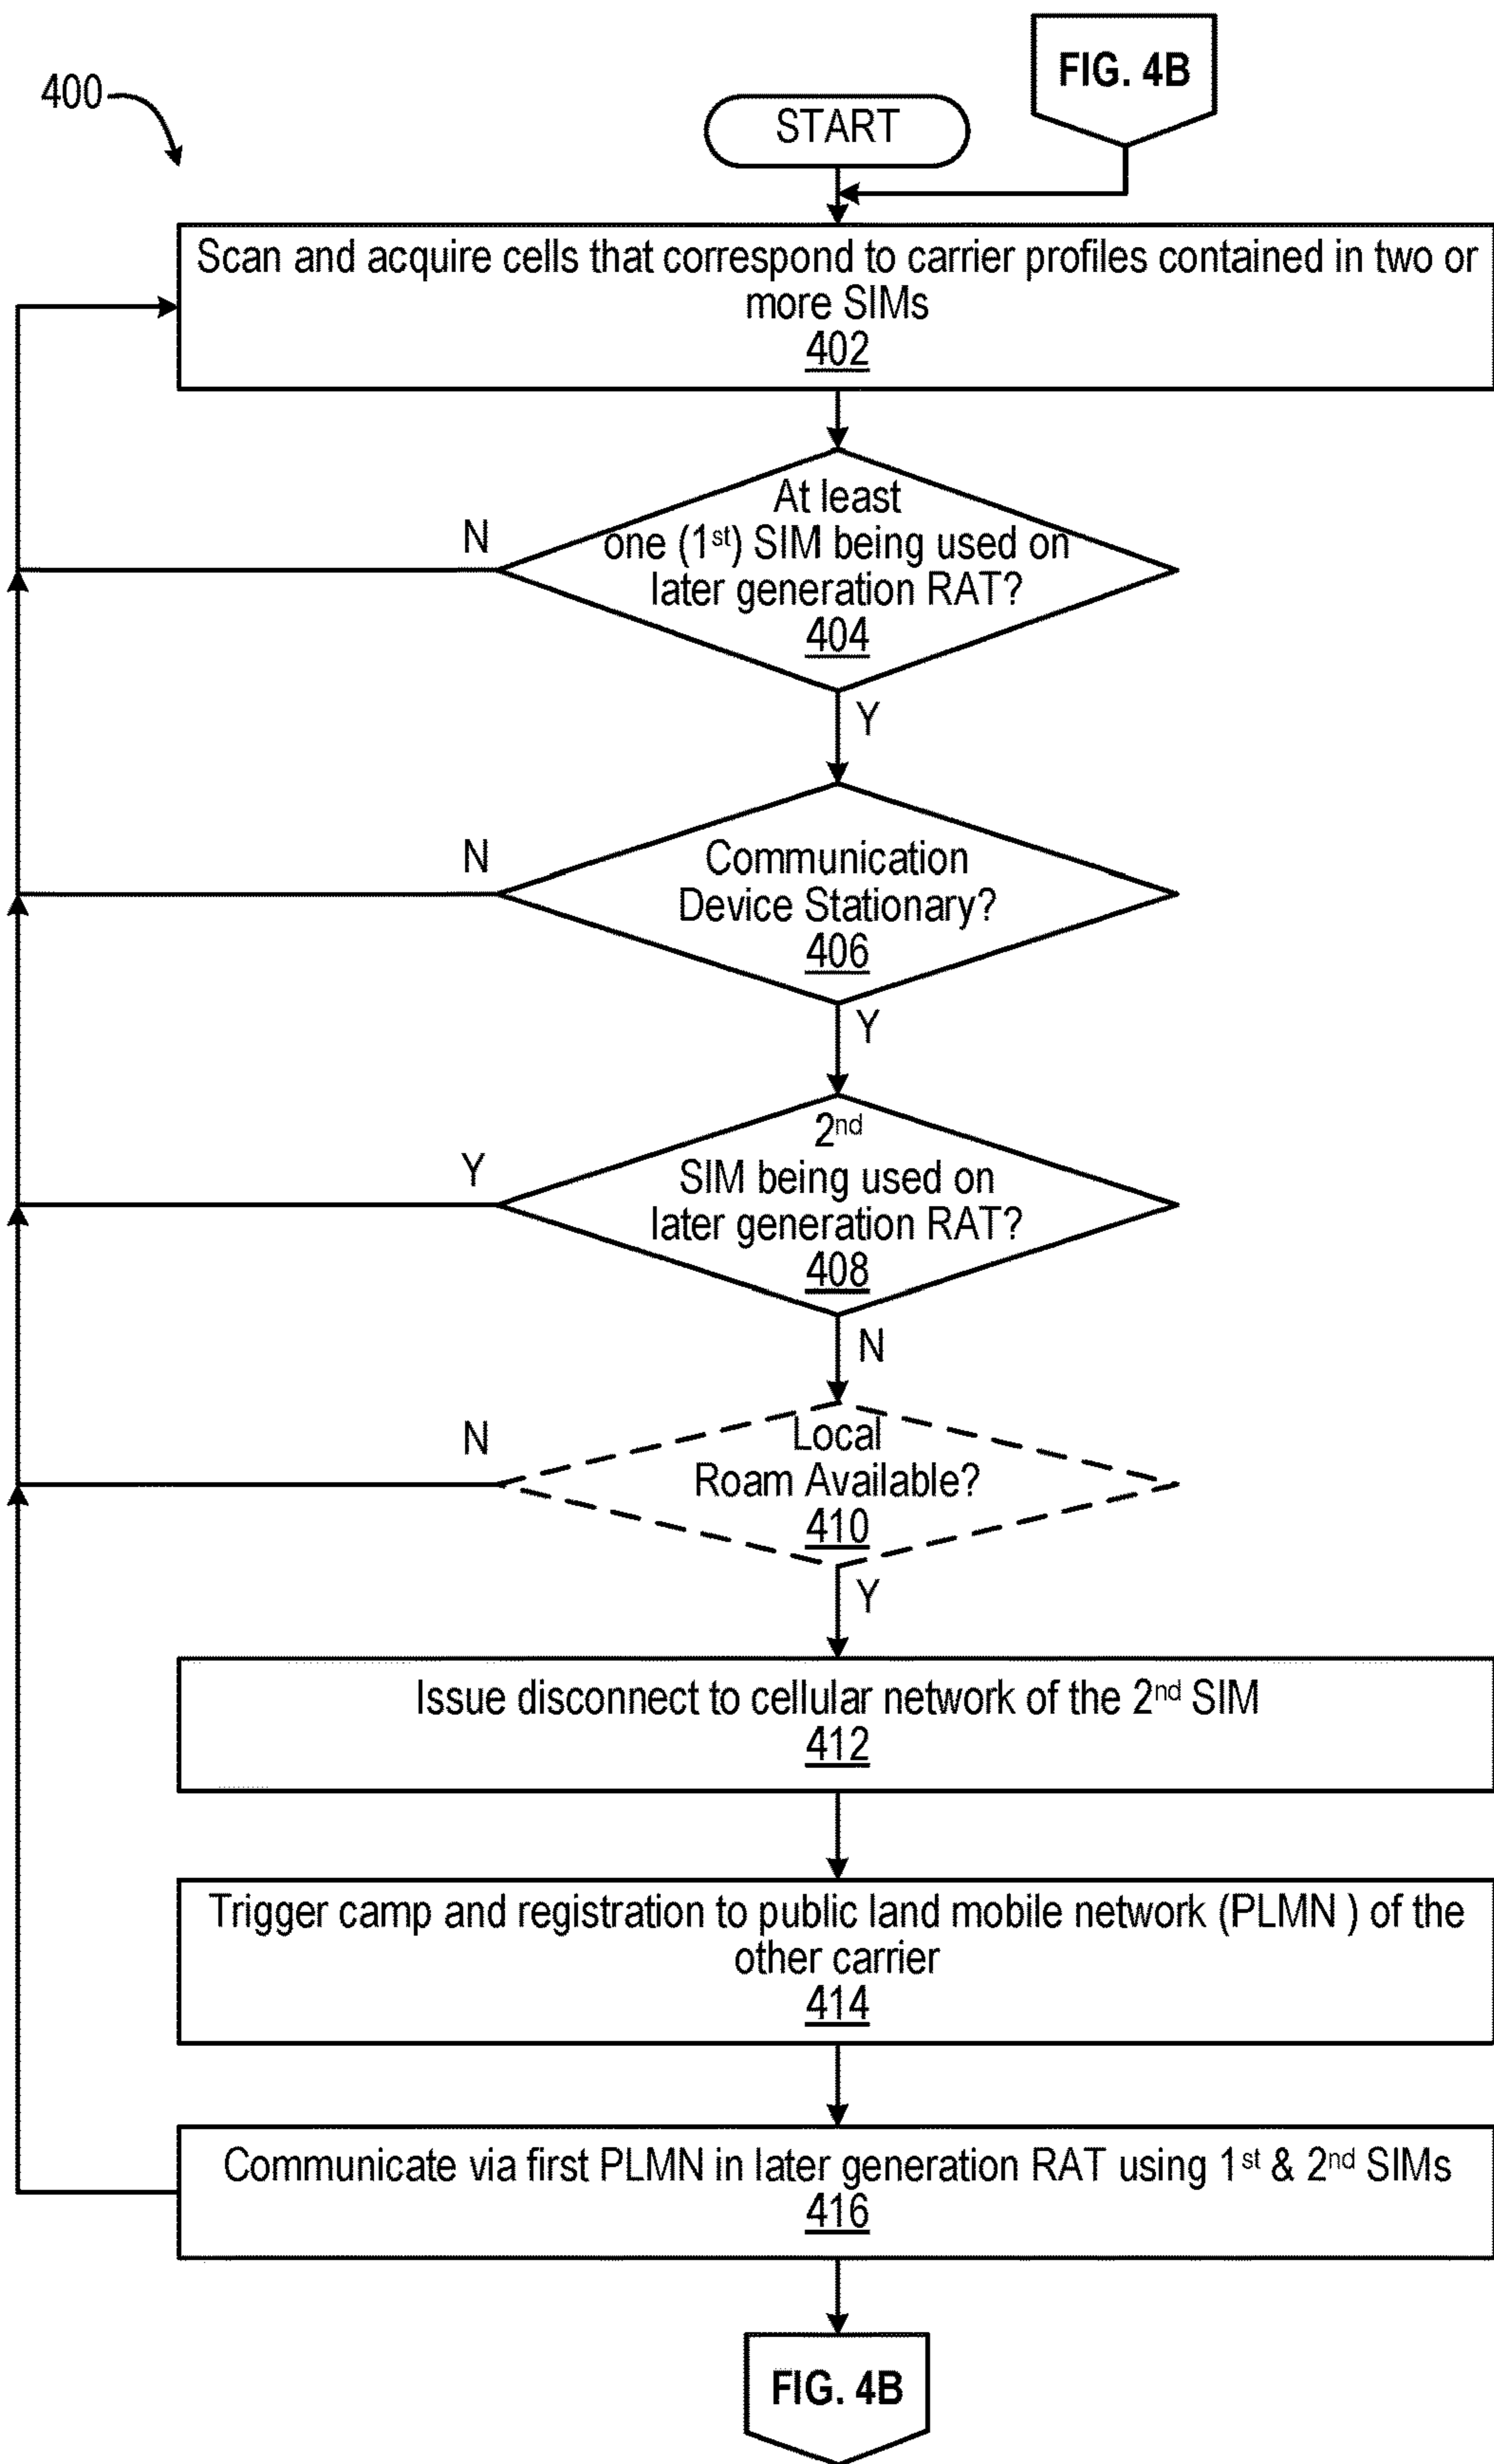 FIG. 4B
400
START
Scan and acquire cells that correspond to carrier profiles contained in two or
more SIMs
402
At least
one (1st) SIM being used on
later generation RAT?
404
N
Y
Communication
Device Stationary?
406
N
Y
2nd
SIM being used on
later generation RAT?
408
Y
N
Local
Roam Available?
410
N
Y
Issue disconnect to cellular network of the 2nd SIM
412
Trigger camp and registration to public land mobile network (PLMN ) of the
other carrier
414
Communicate via first PLMN in later generation RAT using 1st & 2nd SIMs
416
FIG. 4B